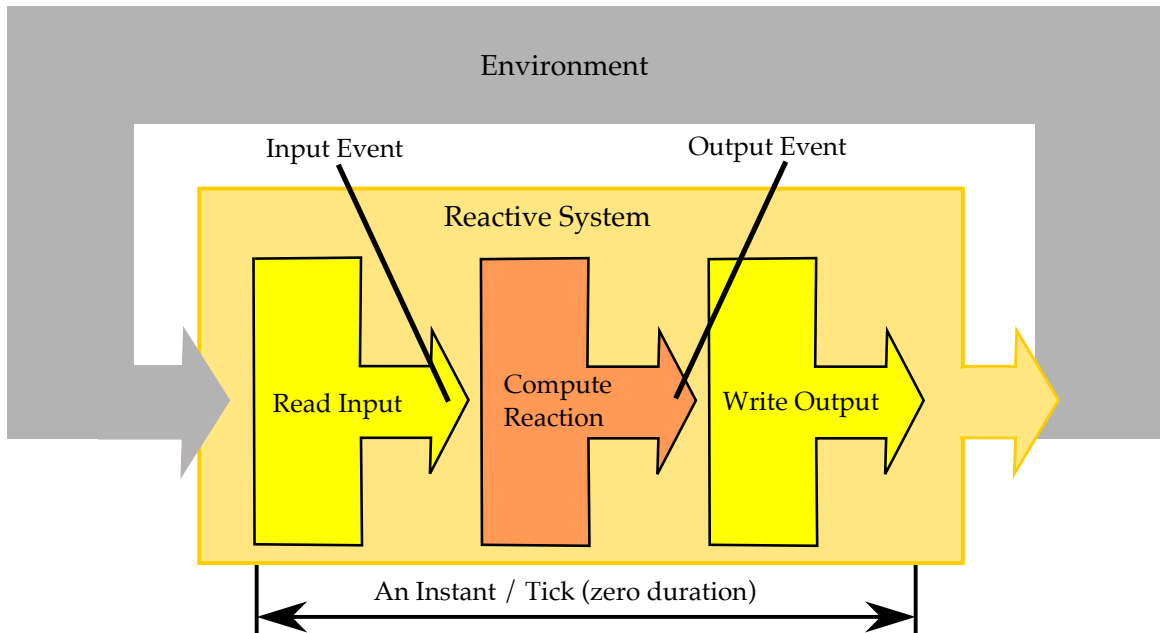 Environment
Input Event
Output Event
Reactive System
Read Input
Compute
Reaction
Write Output
An Instant / Tick (zero duration)